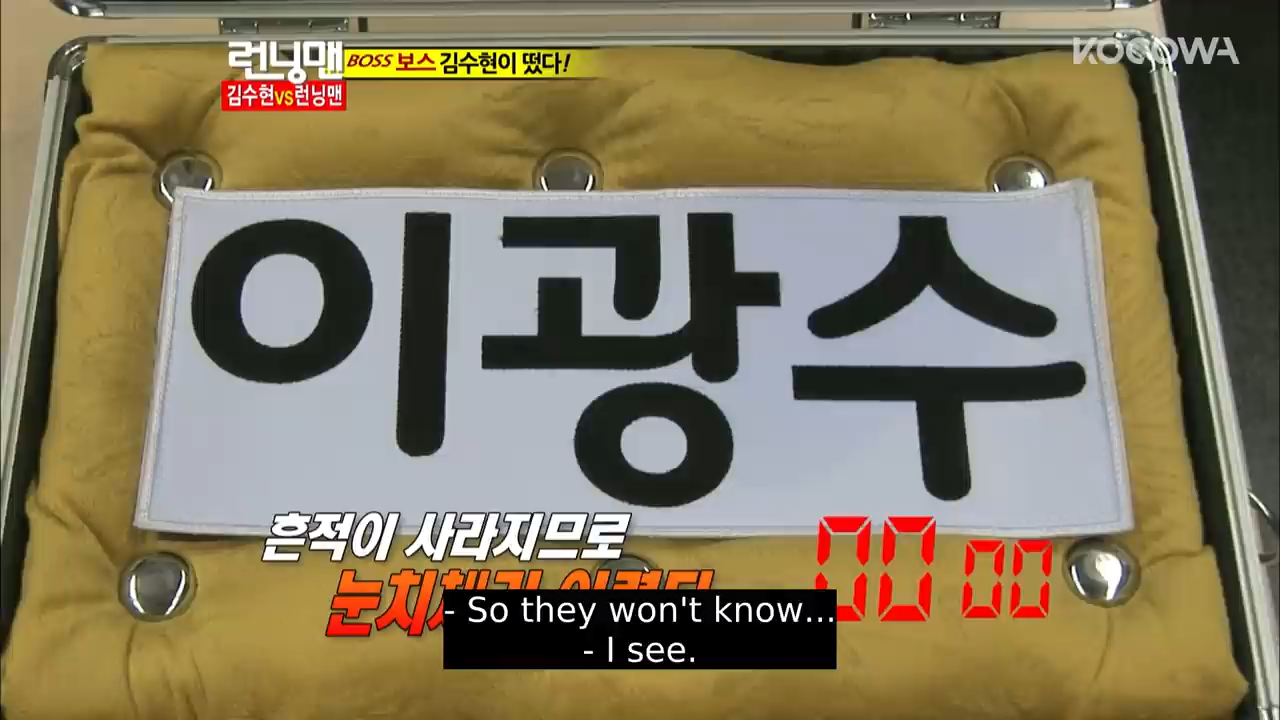 런닝맨 BOSS 보스 김수현이 떴다!
김수현VS런닝맨
KOCOWA
이광수
흔적이 사라지므로
00 00
- So they won't know...
- I see.